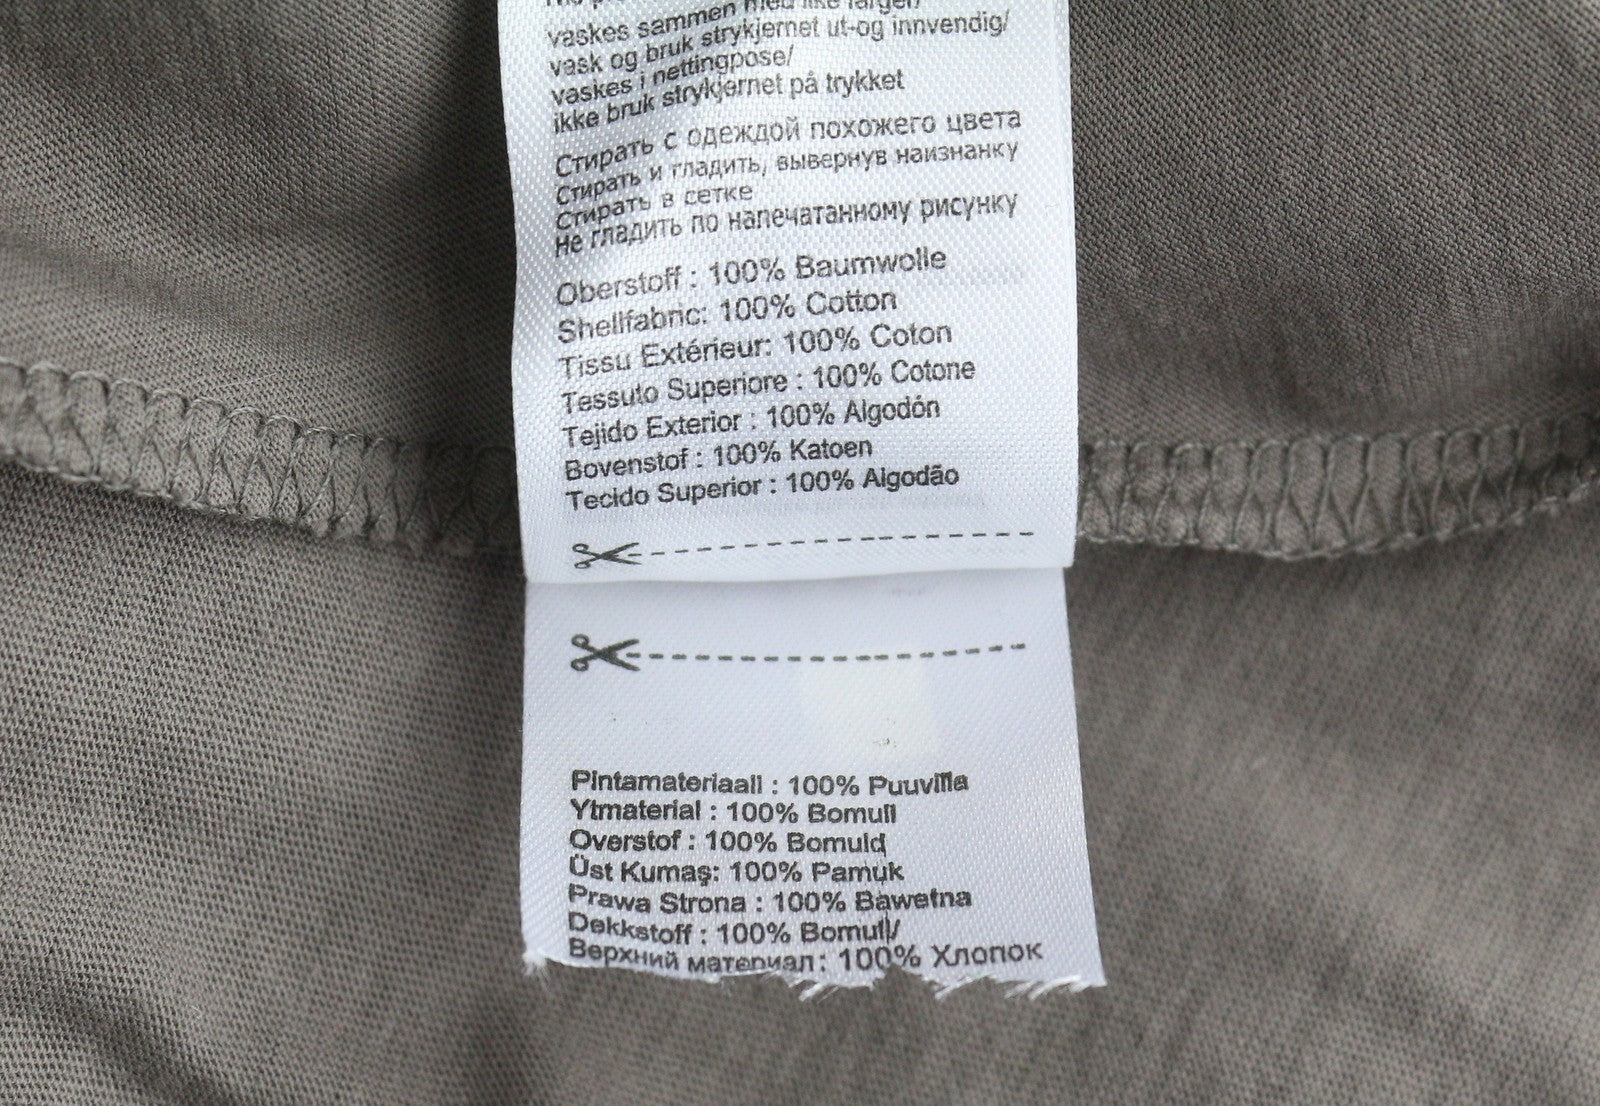 vaskes sammen med like farger/
vask og bruk strykjernet ut-og innvendig/
vaskes i nettingpose/
ikke bruk strykjernet på trykket
Стирать с одеждой похожего цвета
Стирать и гладить, вывернув наизнанку
Стирать в сетке
Не гладить по напечатанному рисунку
Oberstoff : 100% Baumwolle
Shellfabric: 100% Cotton
Tissu Extérieur: 100% Coton
Tessuto Superiore : 100% Cotone
Tejido Exterior : 100% Algodón
Bovenstof : 100% Katoen
Tecido Superior : 100% Algodão
Pintamateriaali : 100% Puuvilla
Ytmaterial : 100% Bomull
Overstof : 100% Bomuld
Üst Kumaş: 100% Pamuk
Prawa Strona : 100% Bawełna
Dekkstoff : 100% Bomull/
Верхний материал: 100% Хлопок